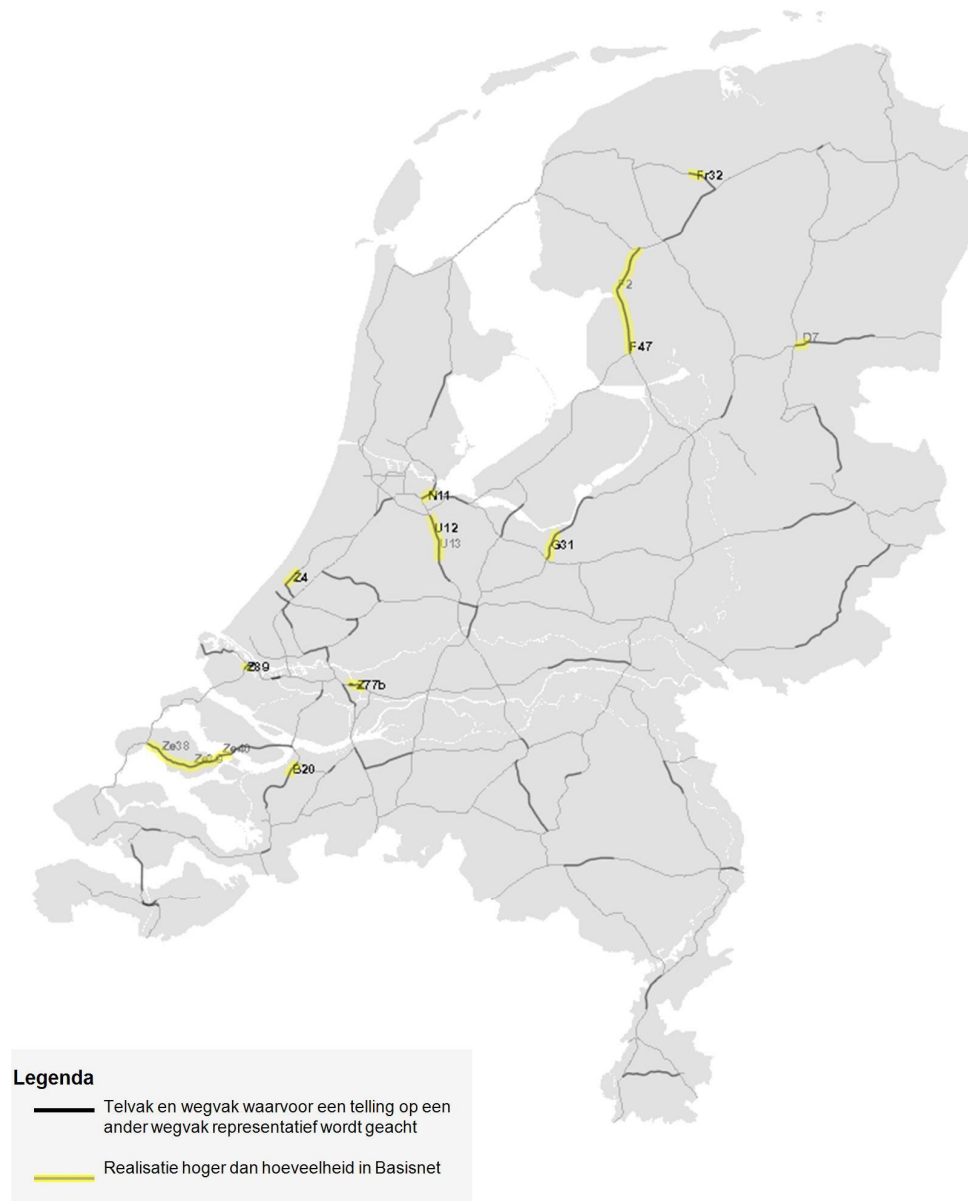 Fr32
F2
F47
D7
N11
U12
U13
G31
Z4
Z77b
Ze38
Ze40
B20
Legenda
Telvak en wegvak waarvoor een telling op een
ander wegvak representatief wordt geacht
Realisatie hoger dan hoeveelheid in Basisnet